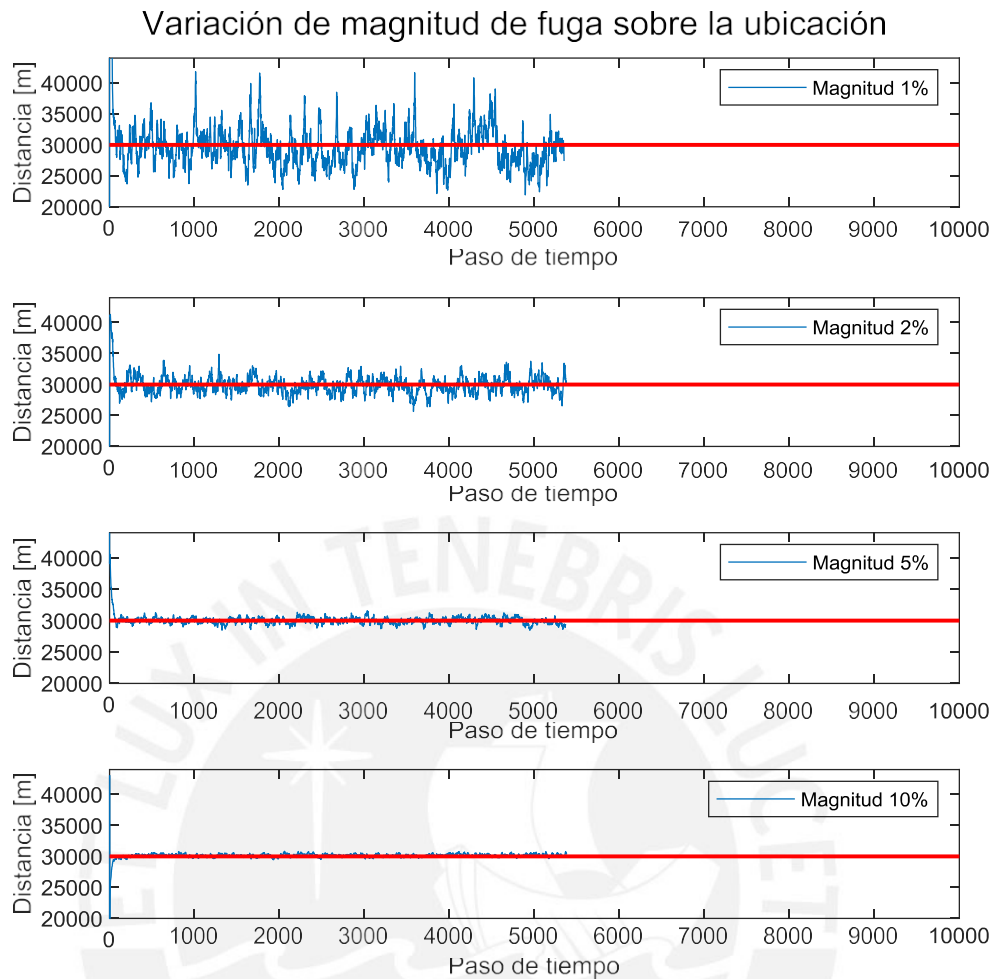 Variación de magnitud de fuga sobre la ubicación
Distancia [m]
40000
35000
30000
25000
20000
Magnitud 1%
0 1000 2000 3000 4000 5000 6000 7000 8000 9000 10000
Paso de tiempo
Distancia [m]
40000
35000
30000
25000
20000
Magnitud 2%
0 1000 2000 3000 4000 5000 6000 7000 8000 9000 10000
Paso de tiempo
Distancia [m]
40000
35000
30000
25000
20000
Magnitud 5%
0 1000 2000 3000 4000 5000 6000 7000 8000 9000 10000
Paso de tiempo
Distancia [m]
40000
35000
30000
25000
20000
Magnitud 10%
0 1000 2000 3000 4000 5000 6000 7000 8000 9000 10000
Paso de tiempo
ET LUX IN TENEBRIS LUCET